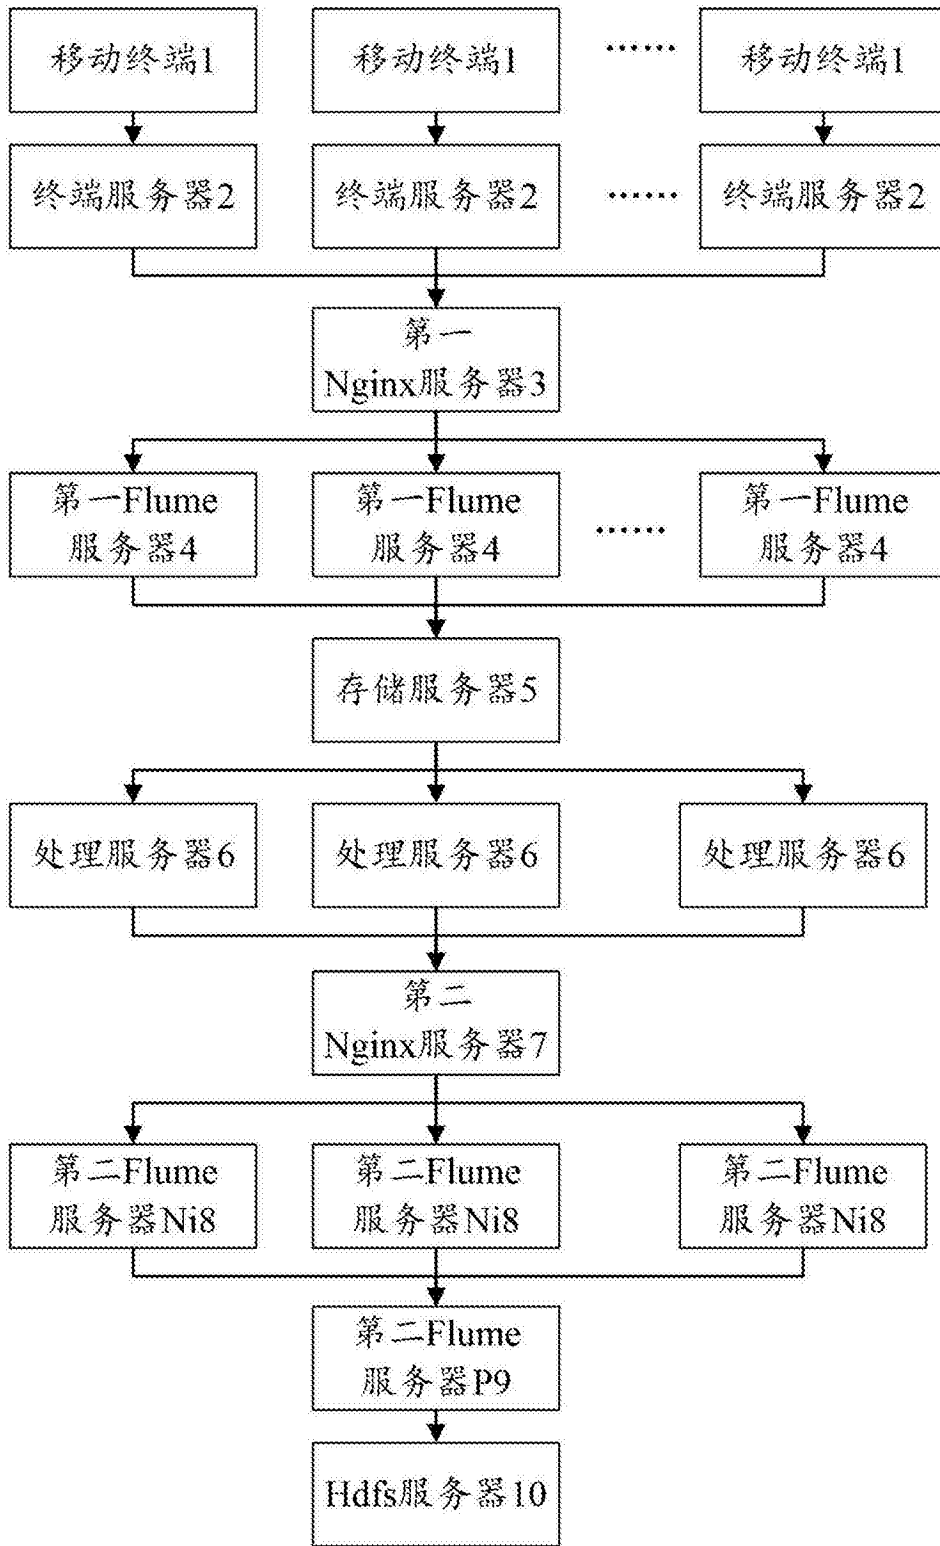 移动终端1
移动终端1
……
移动终端1
终端服务器2
终端服务器2
……
终端服务器2
第一
Nginx服务器3
第一Flume
服务器4
第一Flume
服务器4
……
第一Flume
服务器4
存储服务器5
处理服务器6
处理服务器6
处理服务器6
第二
Nginx服务器7
第二Flume
服务器Ni8
第二Flume
服务器Ni8
第二Flume
服务器Ni8
第二Flume
服务器P9
Hdfs服务器10